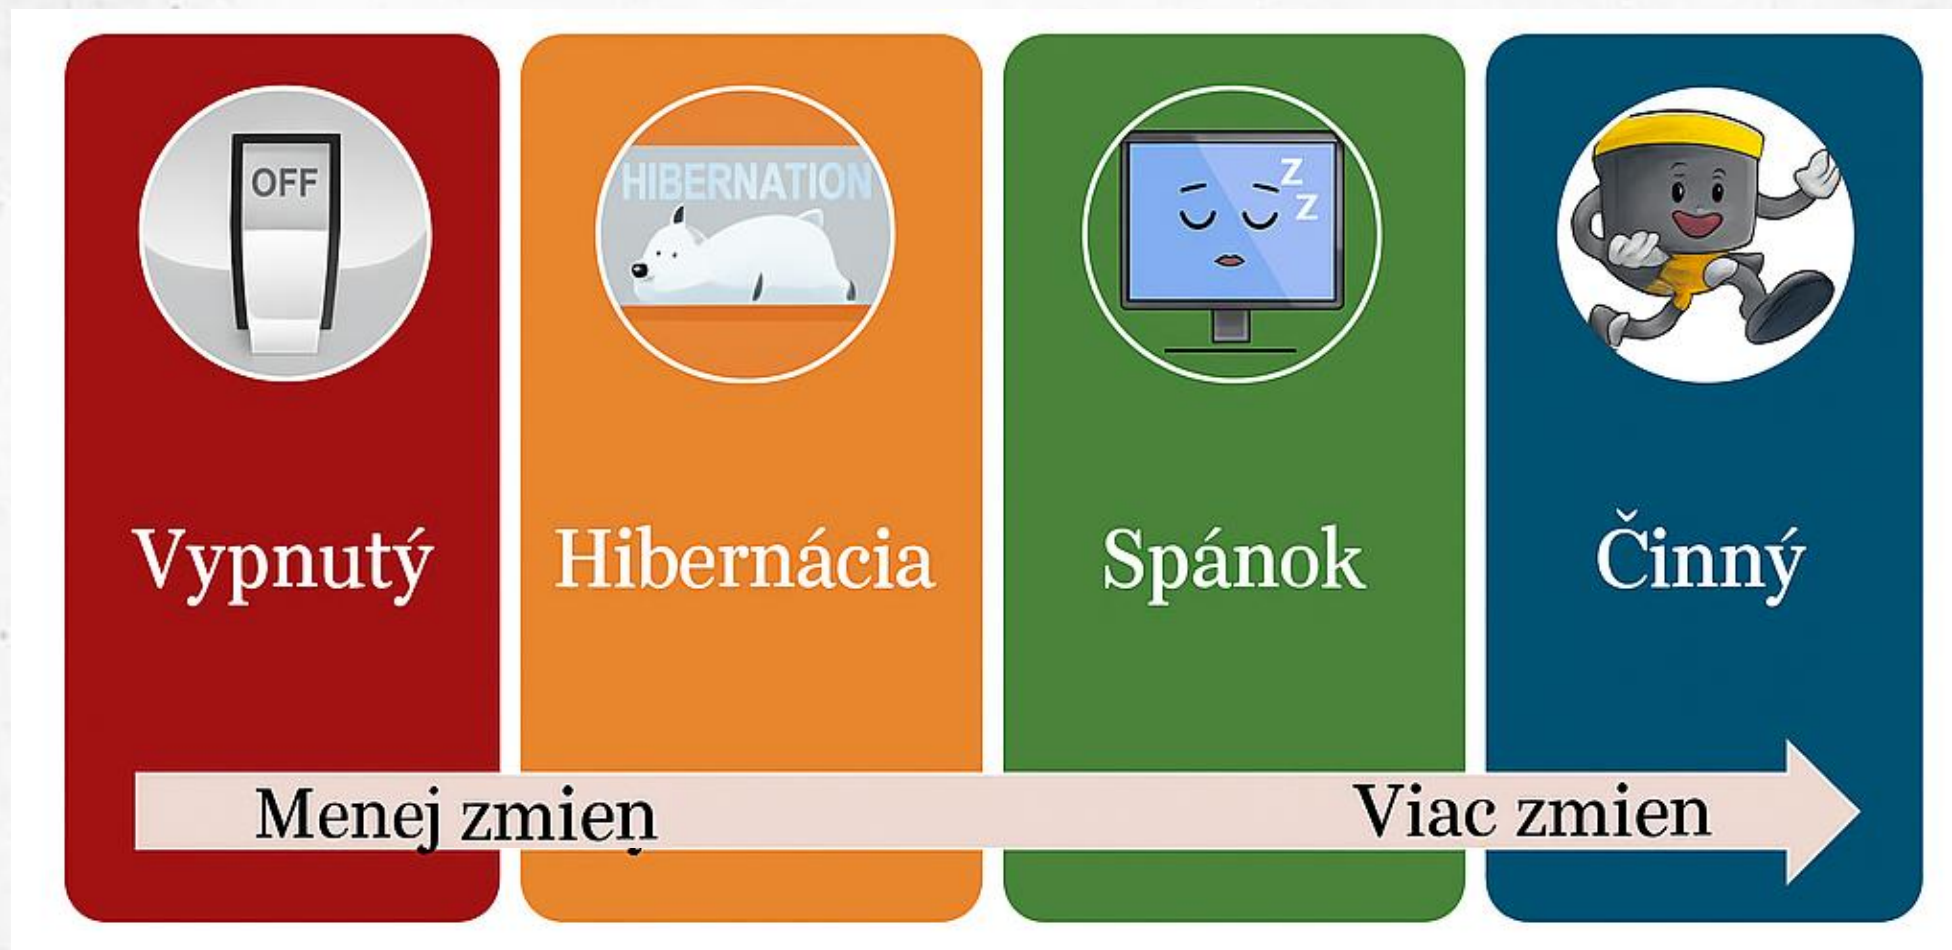 OFF
HIBERNATION
Z
Z
Vypnutý
Hibernácia
Spánok
Činný
Menej zmien
Viac zmien